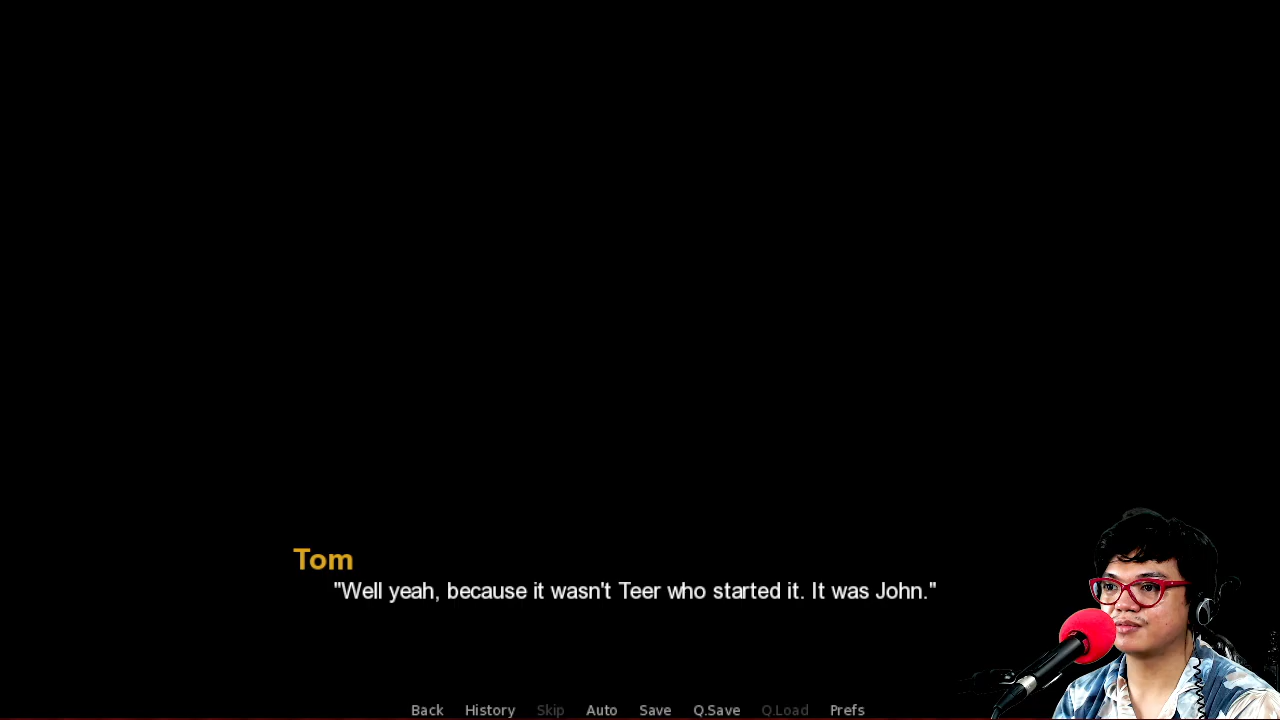 Tom
"Well yeah, because it wasn't Teer who started it. It was John."
Back History Skip Auto Save Q.Save Q.Load Prefs